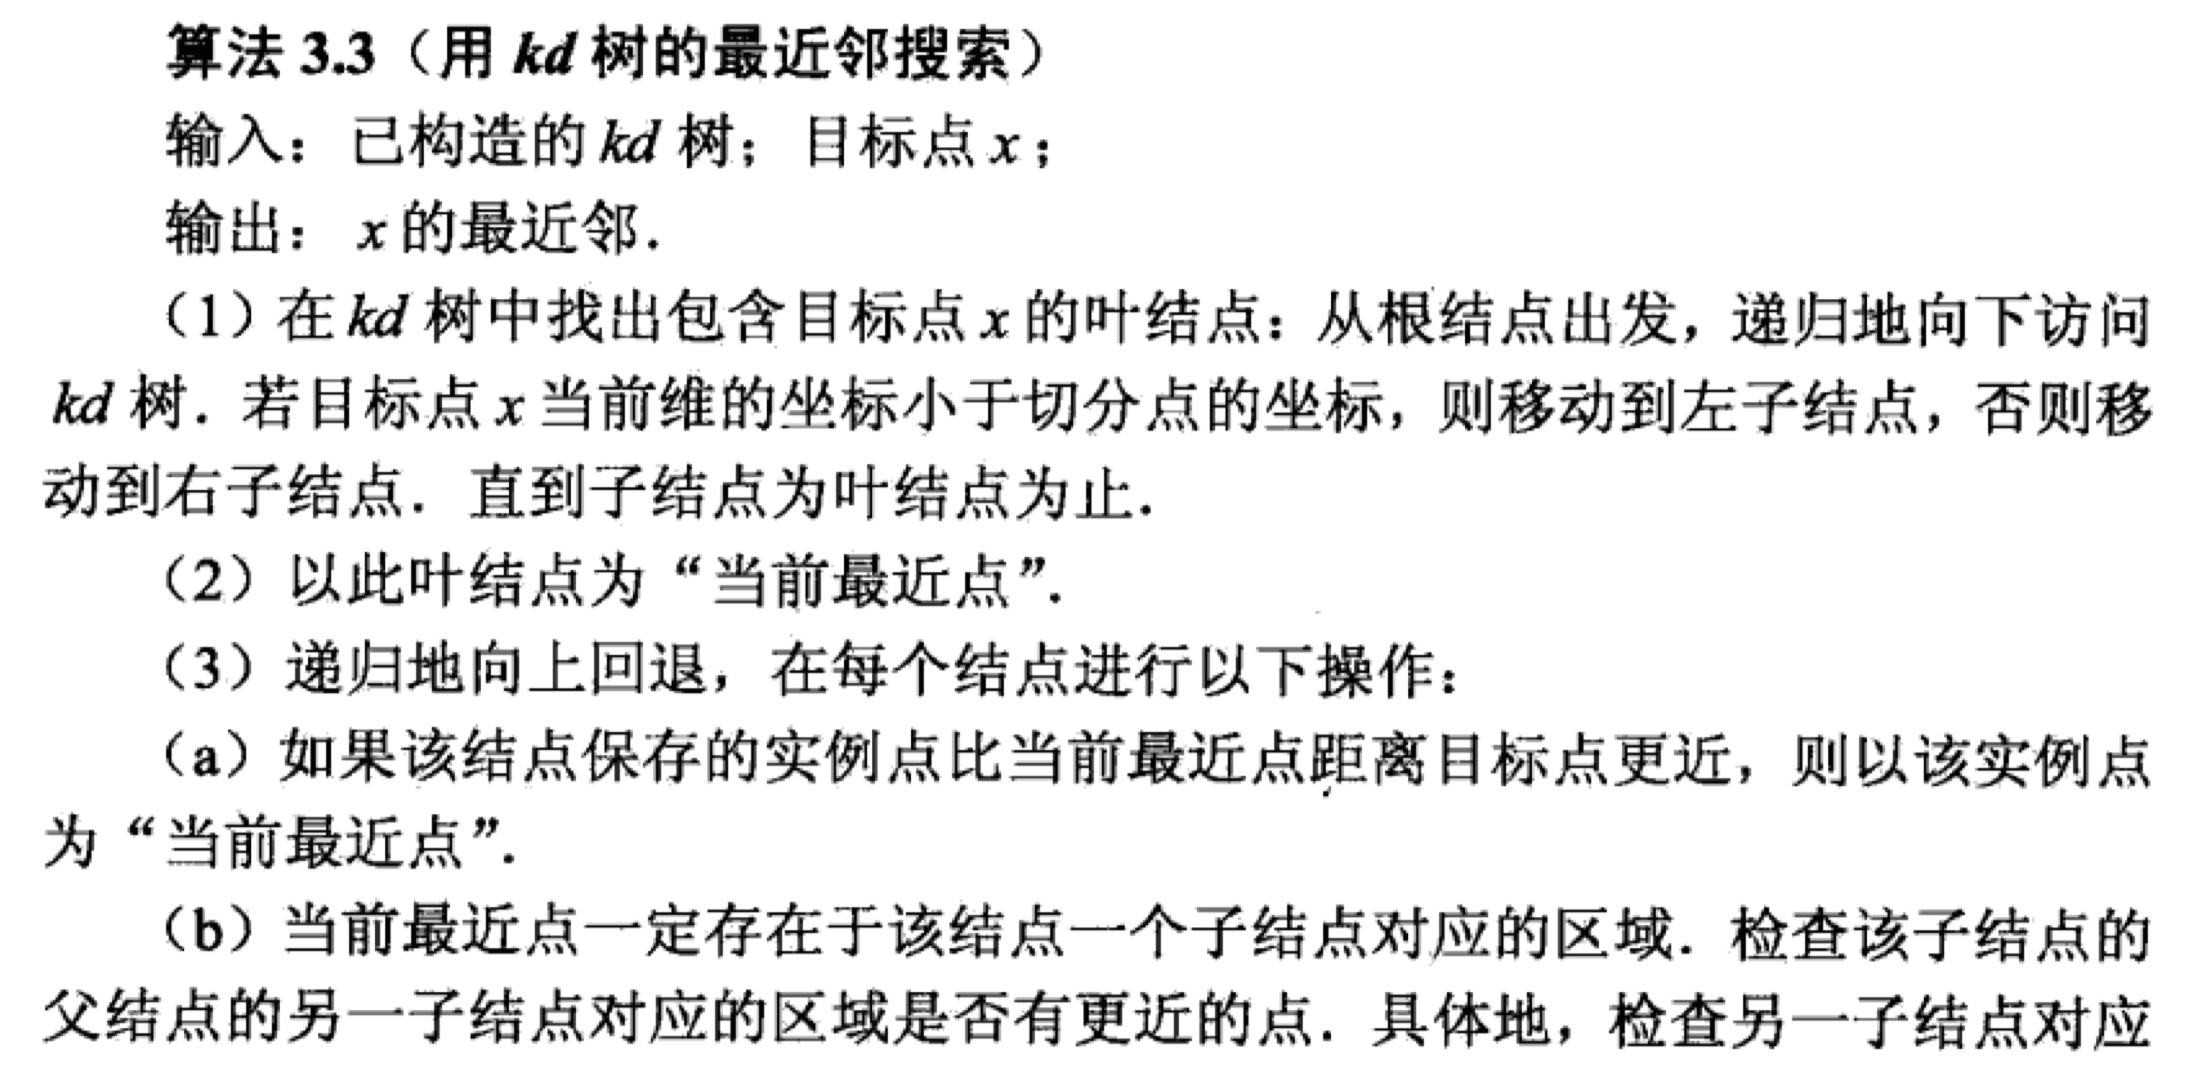 算法 3.3（用 kd 树的最近邻搜索）
输入：已构造的 kd 树；目标点 x；
输出： x 的最近邻．
（1）在 kd 树中找出包含目标点 x 的叶结点：从根结点出发，递归地向下访问
kd 树．若目标点 x 当前维的坐标小于切分点的坐标，则移动到左子结点，否则移
动到右子结点．直到子结点为叶结点为止．
（2）以此叶结点为“当前最近点”．
（3）递归地向上回退，在每个结点进行以下操作：
（a）如果该结点保存的实例点比当前最近点距离目标点更近，则以该实例点
为“当前最近点”．
（b）当前最近点一定存在于该结点一个子结点对应的区域．检查该子结点的
父结点的另一子结点对应的区域是否有更近的点．具体地，检查另一子结点对应